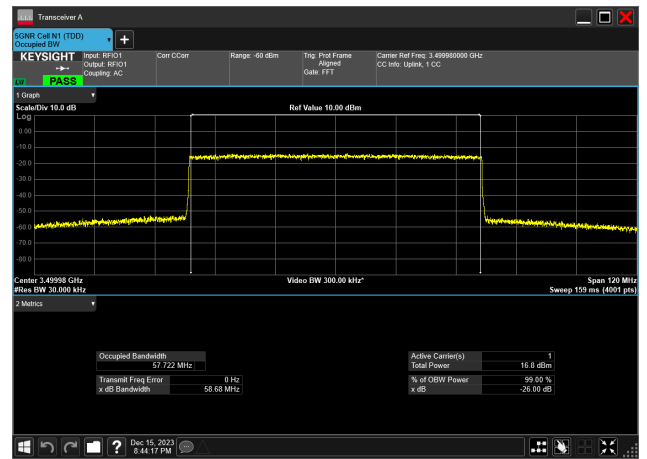 Transceiver A
5GNR Cell N1 (TDD)
Occupied BW
KEYSIGHT
LXI
PASS
Input: RFIO1
Output: RFIO1
Coupling: AC
Corr CCorr
Range: -60 dBm
Trig: Prot Frame
Aligned
Gate: FFT
Carrier Ref Freq: 3.499980000 GHz
CC Info: Uplink, 1 CC
1 Graph
Scale/Div 10.0 dB
Ref Value 10.00 dBm
Log
0.00
-10.0
-20.0
-30.0
-40.0
-50.0
-60.0
-70.0
-80.0
Center 3.49998 GHz
#Res BW 30.000 kHz
Video BW 300.00 kHz*
Span 120 MHz
Sweep 159 ms (4001 pts)
2 Metrics
Occupied Bandwidth
57.722 MHz
Transmit Freq Error 0 Hz
x dB Bandwidth 58.68 MHz
Active Carrier(s) 1
Total Power 16.8 dBm
% of OBW Power 99.00 %
x dB -26.00 dB
?
Dec 15, 2023
8:44:17 PM